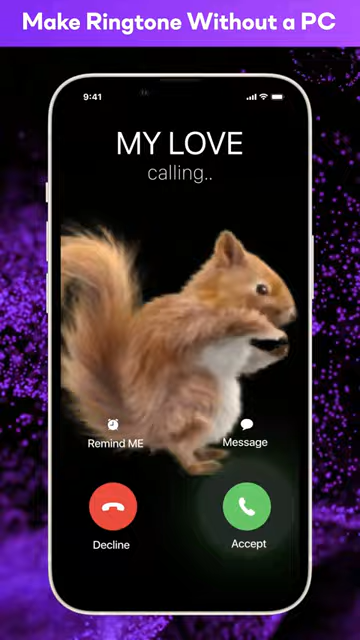 Make Ringtone Without a PC
9:41
MY LOVE
calling..
Remind ME
Message
Decline
Accept